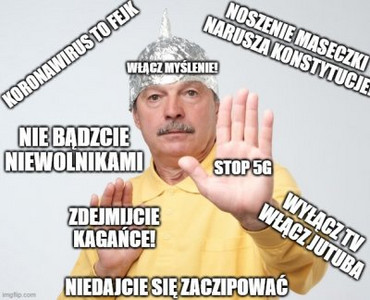 KORONAWIRUS TO FEJK
NOSZENIE MASECZKI
NARUSZA KONSTYTUCJE!
WŁĄCZ MYŚLENIE!
NIE BĄDZCIE
NIEWOLNIKAMI
STOP 5G
ZDEJMIJCIE
KAGAŃCE!
WYŁĄCZ TV
WŁĄCZ JUTUBA
NIEDAJCIE SIĘ ZACZIPOWAĆ
imgflip.com